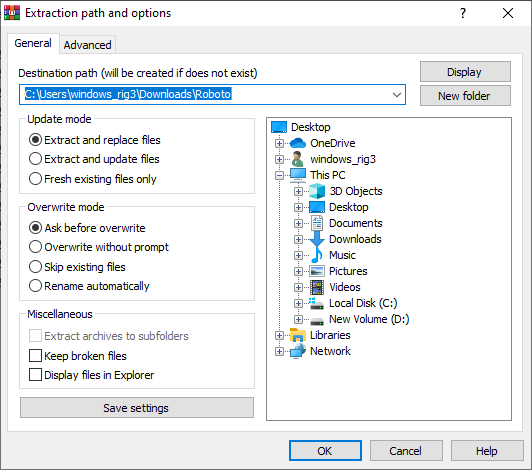 Extraction path and options
General
Advanced
Destination path (will be created if does not exist)
Display
C:\Users\windows_rig3\Downloads\Roboto
New folder
Update mode
Extract and replace files
Extract and update files
Fresh existing files only
Overwrite mode
Ask before overwrite
Overwrite without prompt
Skip existing files
Rename automatically
Miscellaneous
Extract archives to subfolders
Keep broken files
Display files in Explorer
Save settings
Desktop
OneDrive
windows_rig3
This PC
3D Objects
Desktop
Documents
Downloads
Music
Pictures
Videos
Local Disk (C:)
New Volume (D:)
Libraries
Network
OK
Cancel
Help